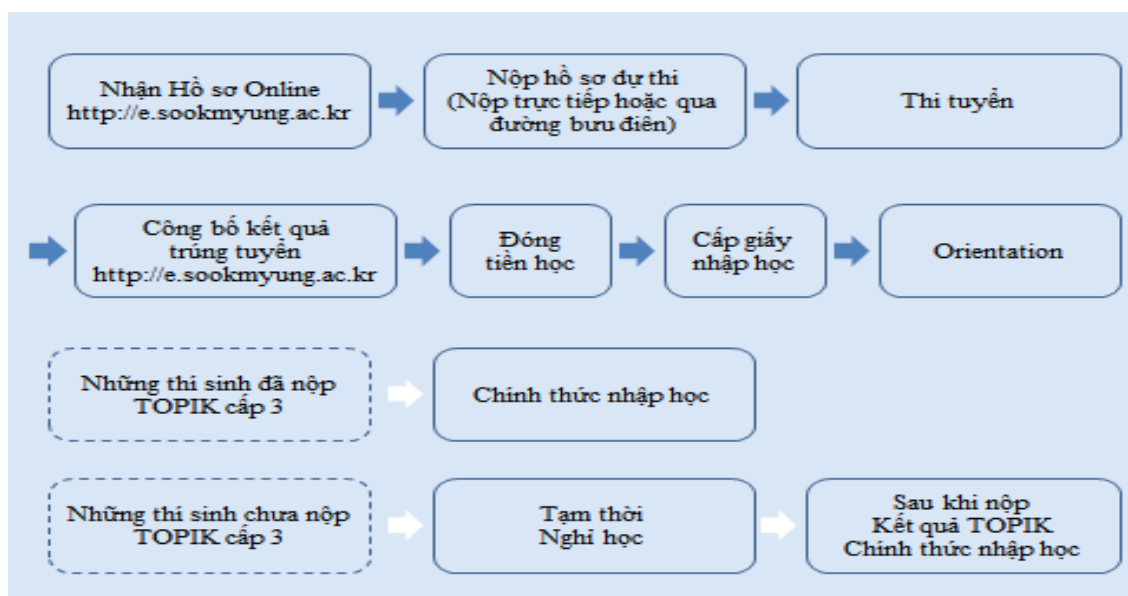 Nhận Hồ sơ Online
http://e.sookmyung.ac.kr
Nộp hồ sơ dự thi
(Nộp trực tiếp hoặc qua
đường bưu điên)
Thi tuyển
Công bố kết quả
trúng tuyển
http://e.sookmyung.ac.kr
Đóng
tiền học
Cấp giấy
nhập học
Orientation
Những thi sinh đã nộp
TOPIK cấp 3
Chinh thức nhập học
Những thi sinh chưa nộp
TOPIK cấp 3
Tạm thời
Nghỉ học
Sau khi nộp
Kết quả TOPIK
Chinh thức nhập học